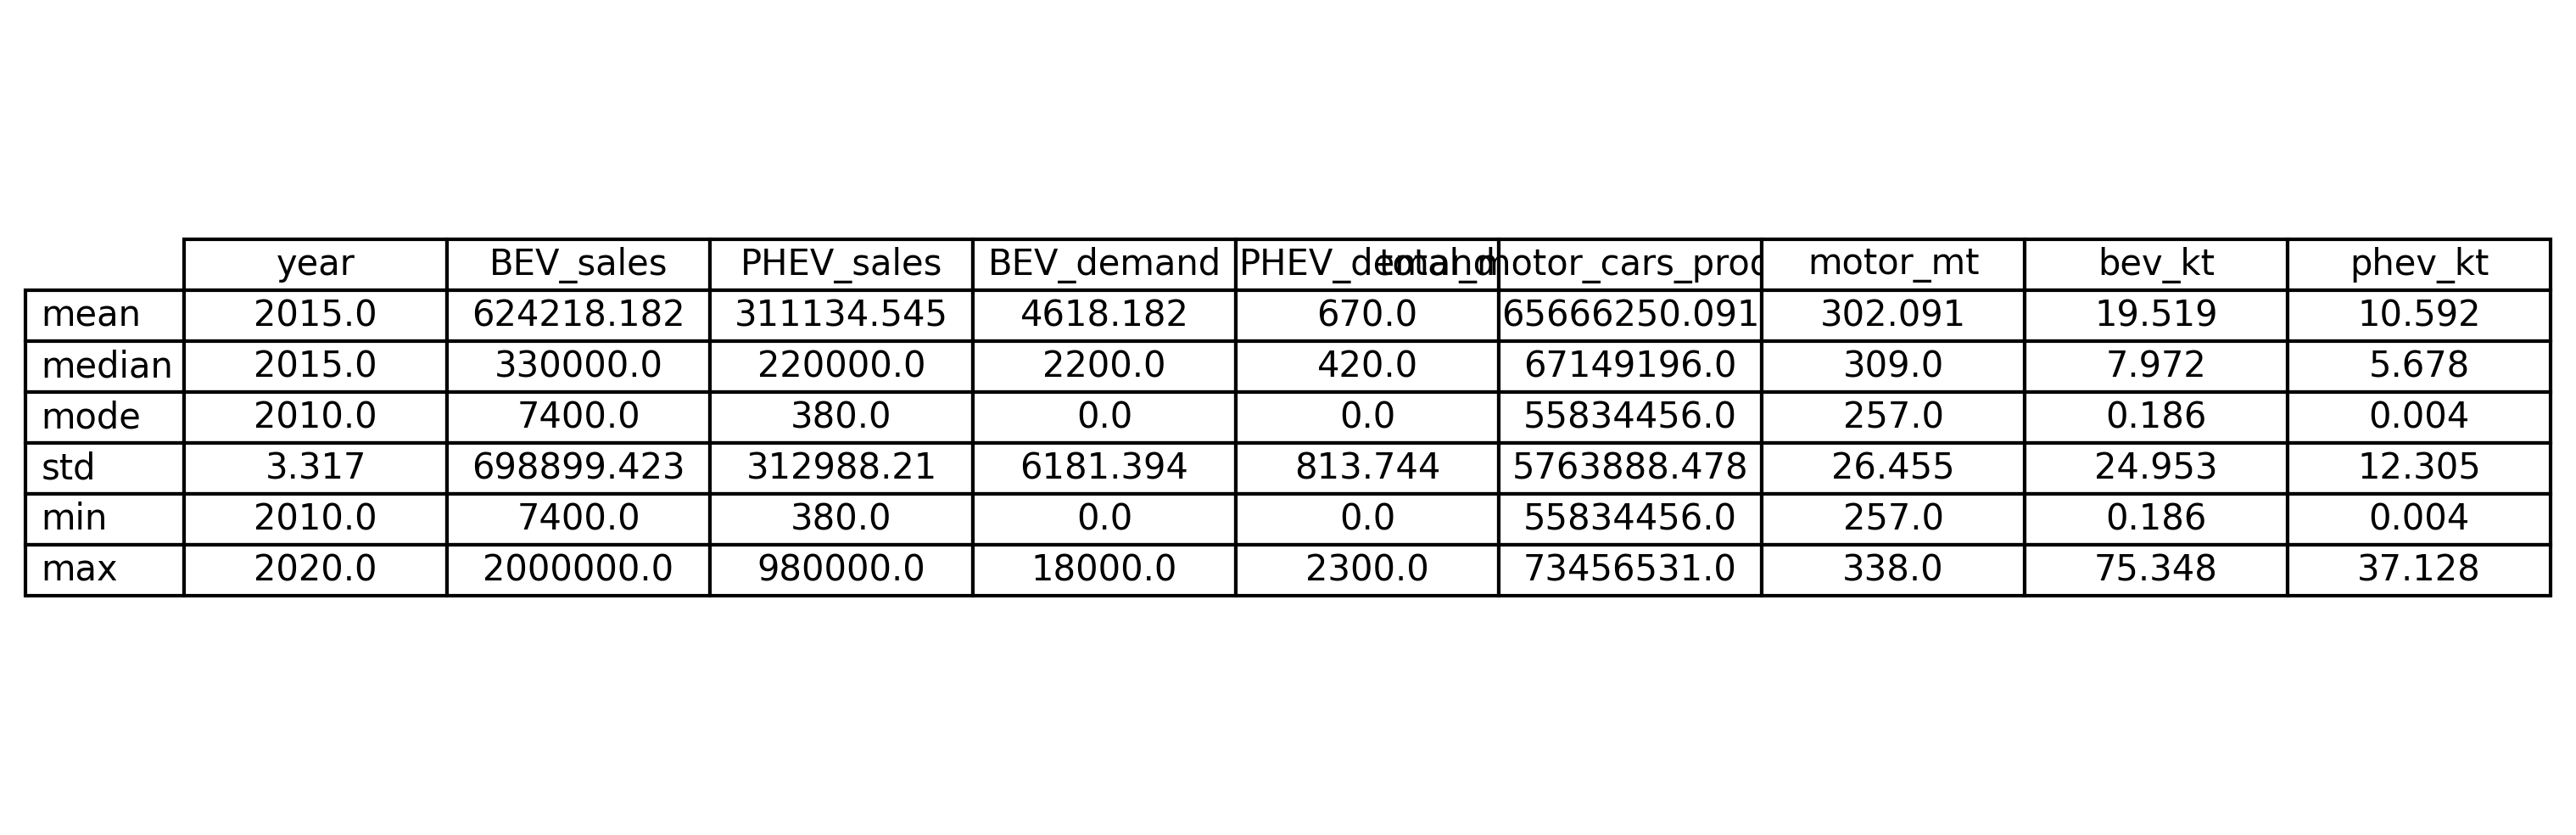 year BEV_sales PHEV_sales BEV_demand PHEV_demand total_motor_cars_prod motor_mt bev_kt phev_kt
mean 2015.0 624218.182 311134.545 4618.182 670.0 65666250.091 302.091 19.519 10.592
median 2015.0 330000.0 220000.0 2200.0 420.0 67149196.0 309.0 7.972 5.678
mode 2010.0 7400.0 380.0 0.0 0.0 55834456.0 257.0 0.186 0.004
std 3.317 698899.423 312988.21 6181.394 813.744 5763888.478 26.455 24.953 12.305
min 2010.0 7400.0 380.0 0.0 0.0 55834456.0 257.0 0.186 0.004
max 2020.0 2000000.0 980000.0 18000.0 2300.0 73456531.0 338.0 75.348 37.128